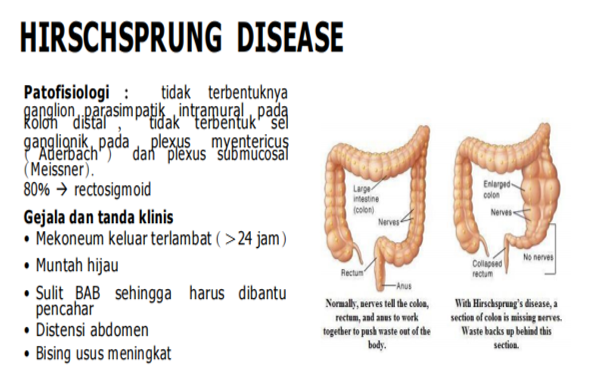 HIRSCHSPRUNG DISEASE
Patofisiologi : tidak terbentuknya
ganglion parasimpatik intramural pada
kolon distal , tidak terbentuk sel
ganglionik pada plexus myentericus
( Auerbach ) dan plexus submucosal
(Meissner).
80% → rectosigmoid
Gejala dan tanda klinis
• Mekoneum keluar terlambat ( >24 jam)
• Muntah hijau
• Sulit BAB sehingga harus dibantu
pencahar
• Distensi abdomen
• Bising usus meningkat
Large
intestine
(colon)
Nerves
Rectum
Anus
Normally, nerves tell the colon,
rectum, and anus to work
together to push waste out of the
body.
Enlarged
colon
Nerves
No nerves
Collapsed
rectum
With Hirschsprung's disease, a
section of colon is missing nerves.
Waste backs up behind this
section.